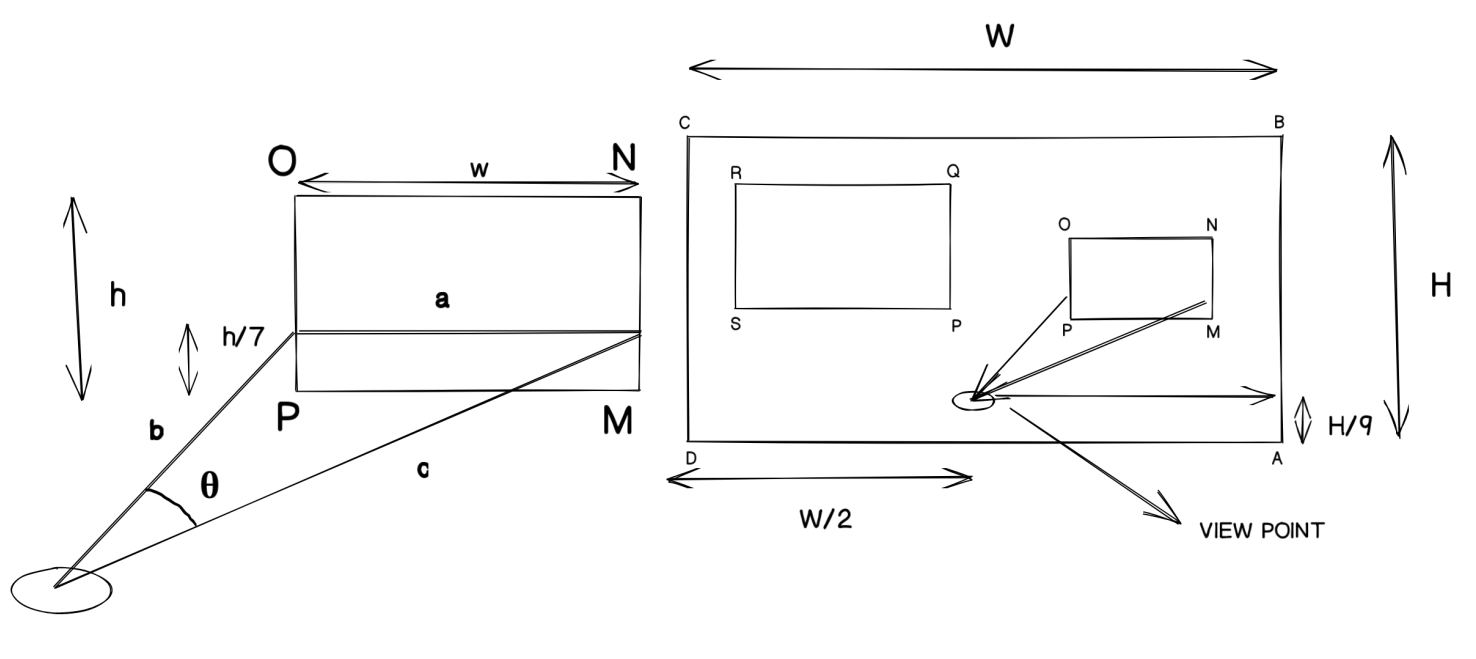 O
w
N
h
a
h/7
P
M
b
θ
c
W
C
B
R
Q
O
N
S
P
P
M
H
H/9
D
A
W/2
VIEW POINT